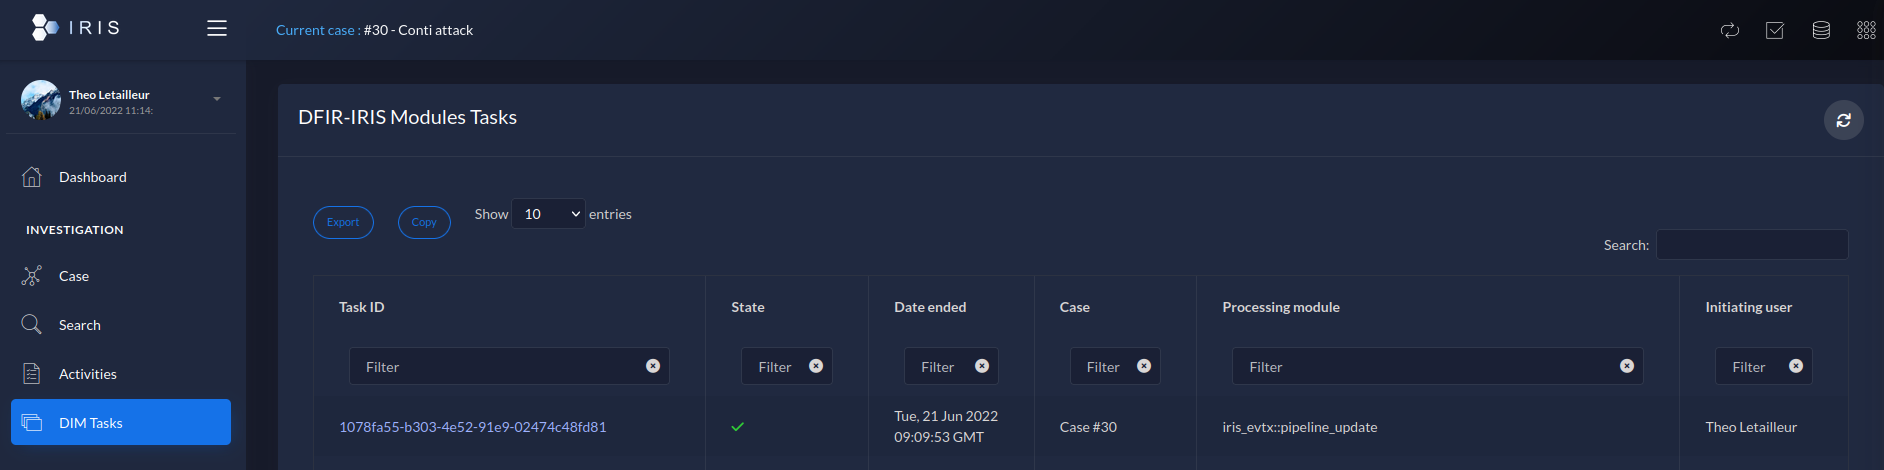 IRIS
Current case : #30 - Conti attack
Theo Letailleur
21/06/2022 11:14:
Dashboard
INVESTIGATION
Case
Search
Activities
DIM Tasks
DFIR-IRIS Modules Tasks
Export Copy Show 10 entries
Search:
Task ID State Date ended Case Processing module Initiating user
Filter Filter Filter Filter Filter Filter
1078fa55-b303-4e52-91e9-02474c48fd81 Tue, 21 Jun 2022 Case #30 iris_evtx::pipeline_update Theo Letailleur
09:09:53 GMT